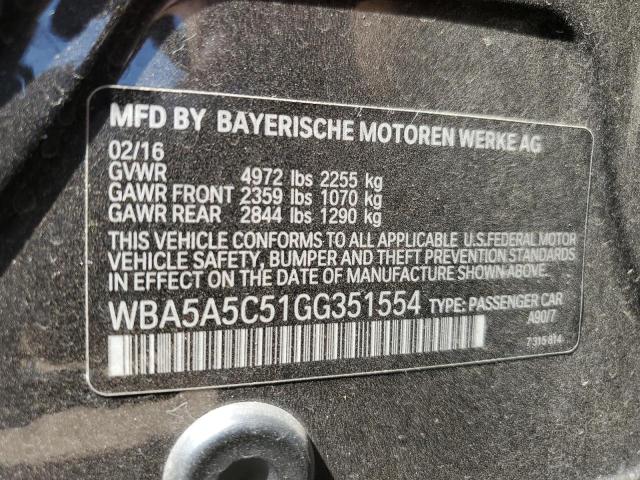 MFD BY BAYERISCHE MOTOREN WERKE AG
02/16
GVWR 4972 lbs 2255 kg
GAWR FRONT 2359 lbs 1070 kg
GAWR REAR 2844 lbs 1290 kg
THIS VEHICLE CONFORMS TO ALL APPLICABLE U.S.FEDERAL MOTOR
VEHICLE SAFETY, BUMPER AND THEFT PREVENTION STANDARDS
IN EFFECT ON THE DATE OF MANUFACTURE SHOWN ABOVE.
WBA5A5C51GG351554 TYPE: PASSENGER CAR
A90/7
7315814